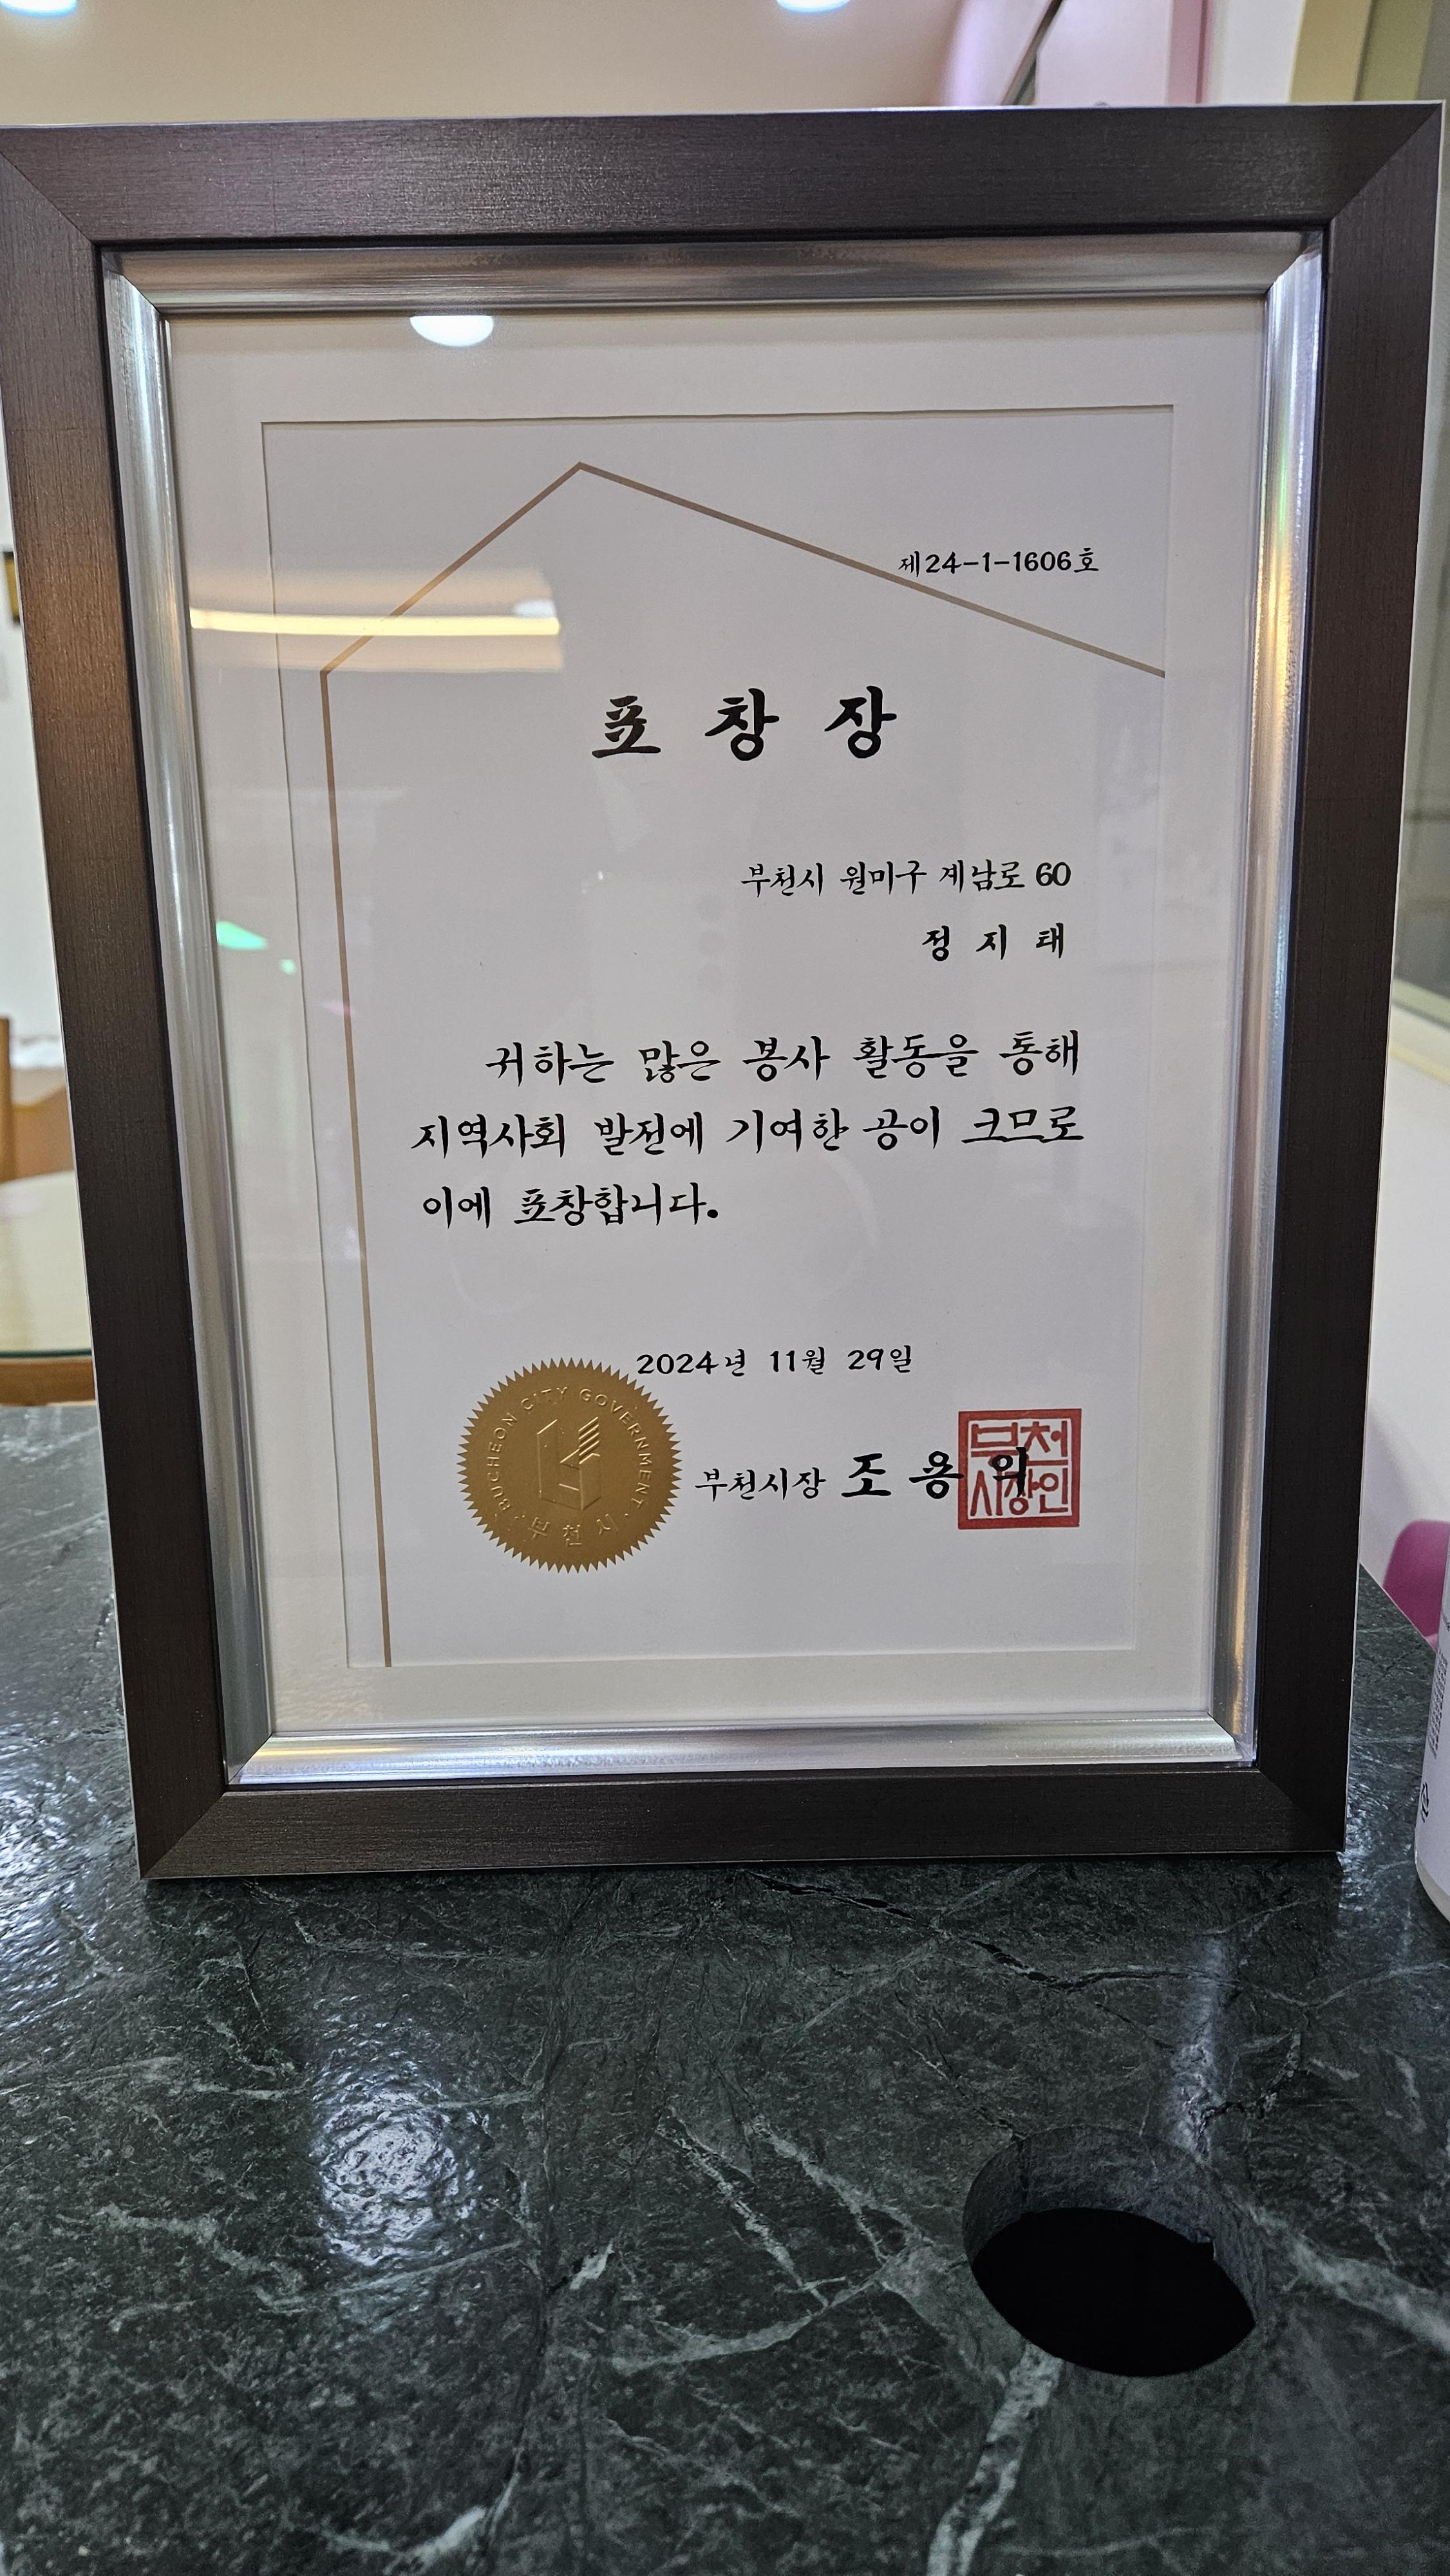 제24-1-1606호
표 창 장
부천시 원미구 계남로 60
정 지 태
귀하는 많은 봉사 활동을 통해
지역사회 발전에 기여한 공이 크므로
이에 표창합니다.
2024년 11월 29일
BUCHEON CITY GOVERNMENT
부천시
부천시장 조 용 익
부천
시장인